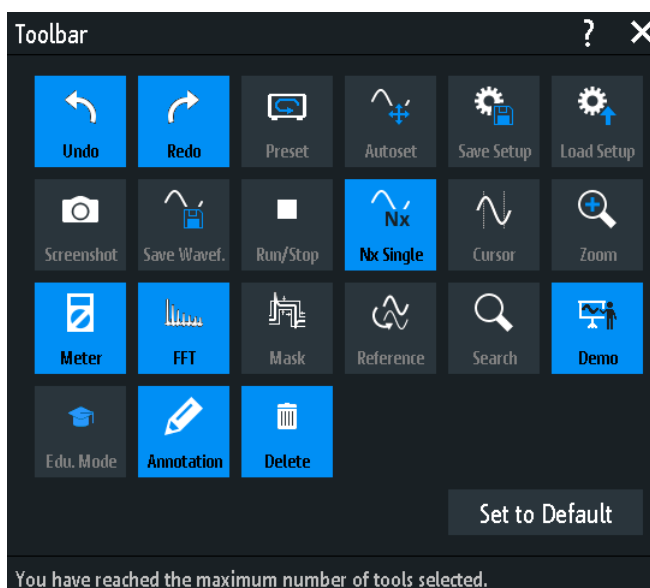 Toolbar ? X
Undo Redo Preset Autoset Save Setup Load Setup
Nx
Screenshot Save Wavef. Run/Stop Nx Single Cursor Zoom
Meter FFT Mask Reference Search Demo
Edu. Mode Annotation Delete
Set to Default
You have reached the maximum number of tools selected.